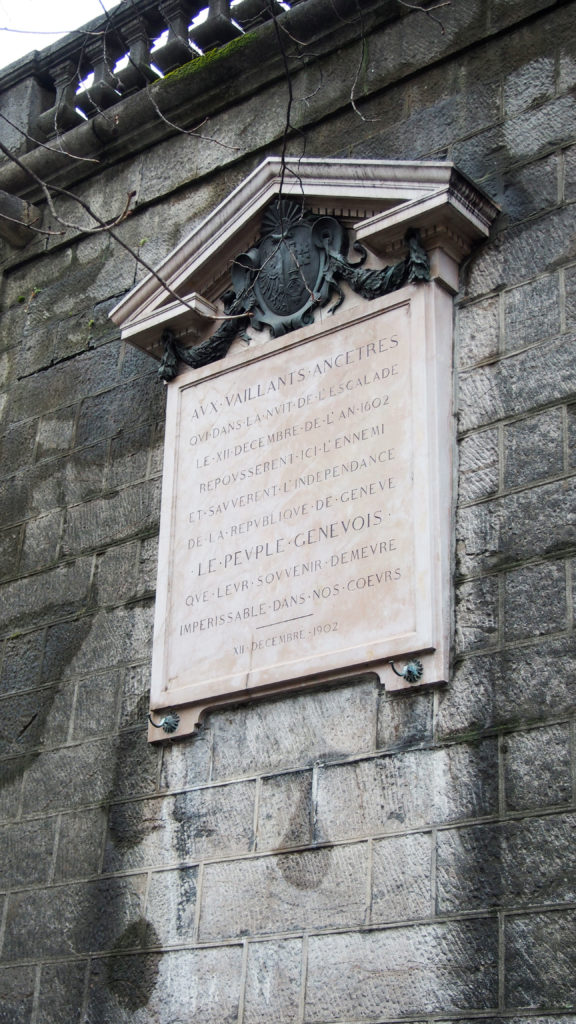 AVX·VAILLANTS·ANCETRES
QVI·DANS·LA·NVIT·DE·L'ESCALADE
LE·XII·DECEMBRE·DE·L'AN·1602
REPOVSSERENT·ICI·L'ENNEMI
ET·SAVVERENT·L'INDEPENDANCE
DE·LA·REPVBLIQVE·DE·GENEVE
·LE·PEVPLE·GENEVOIS·
QVE·LEVR·SOVVENIR·DEMEVRE
IMPERISSABLE·DANS·NOS·COEVRS
XII·DECEMBRE·1902